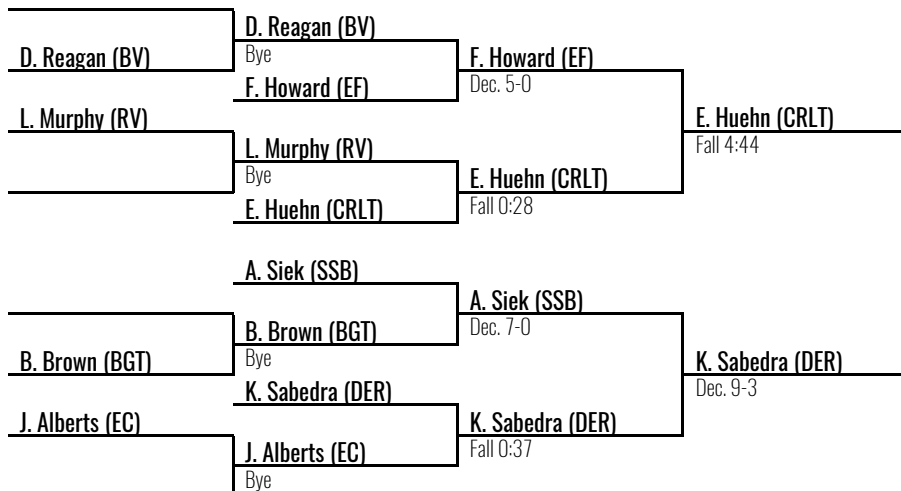 D. Reagan (BV)
D. Reagan (BV)
Bye
F. Howard (EF)
F. Howard (EF)
Dec. 5-0
L. Murphy (RV)
E. Huehn (CRLT)
Fall 4:44
L. Murphy (RV)
Bye
E. Huehn (CRLT)
Fall 0:28
E. Huehn (CRLT)
A. Siek (SSB)
A. Siek (SSB)
Dec. 7-0
B. Brown (BGT)
Bye
B. Brown (BGT)
K. Sabedra (DER)
Dec. 9-3
K. Sabedra (DER)
J. Alberts (EC)
K. Sabedra (DER)
Fall 0:37
J. Alberts (EC)
Bye